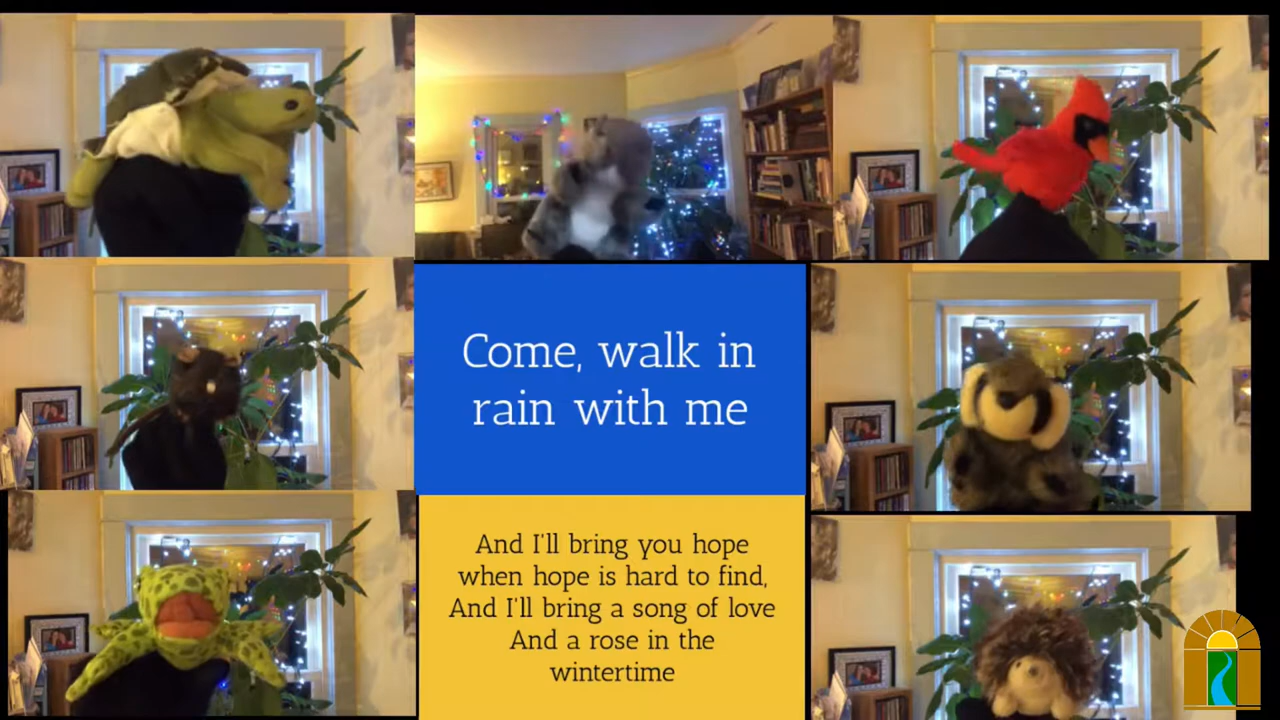 Come, walk in
rain with me
And I'll bring you hope
when hope is hard to find,
And I'll bring a song of love
And a rose in the
wintertime